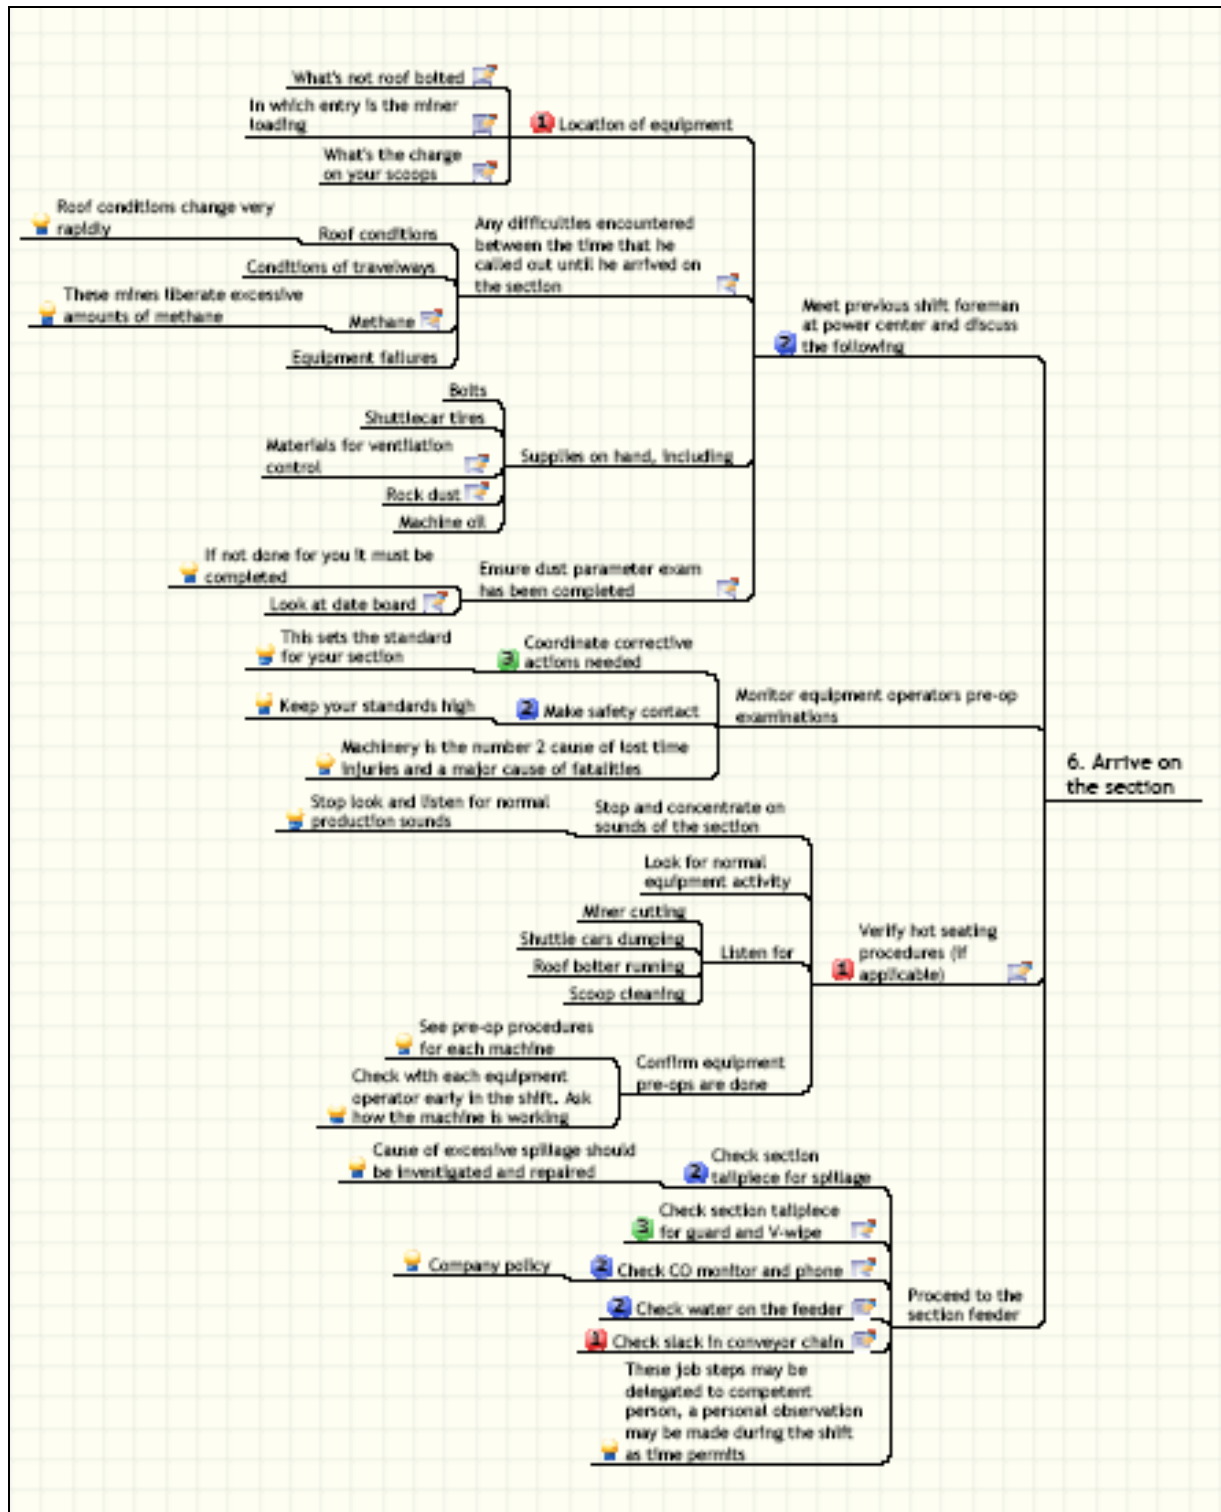 What's not roof bolted
In which entry is the miner
loading
1 Location of equipment
What's the charge
on your scoops
Roof conditions change very
rapidly
Roof conditions
Any difficulties encountered
between the time that he
called out until he arrived on
the section
Conditions of travelways
These mines liberate excessive
amounts of methane
Methane
Equipment failures
2 Meet previous shift foreman
at power center and discuss
the following
Bolts
Shuttlecar tires
Materials for ventilation
control
Supplies on hand, including
Rock dust
Machine oil
If not done for you it must be
completed
Ensure dust parameter exam
has been completed
Look at date board
This sets the standard
for your section
3 Coordinate corrective
actions needed
Keep your standards high
2 Make safety contact
Monitor equipment operators pre-op
examinations
Machinery is the number 2 cause of lost time
injuries and a major cause of fatalities
6. Arrive on
the section
Stop look and listen for normal
production sounds
Stop and concentrate on
sounds of the section
Look for normal
equipment activity
Miner cutting
Shuttle cars dumping
Listen for
Roof bolter running
Scoop cleaning
1 Verify hot seating
procedures (if
applicable)
See pre-op procedures
for each machine
Check with each equipment
operator early in the shift. Ask
how the machine is working
Confirm equipment
pre-ops are done
Cause of excessive spillage should
be investigated and repaired
2 Check section
tailpiece for spillage
3 Check section tailpiece
for guard and V-wipe
Company policy
2 Check CO monitor and phone
2 Check water on the feeder
Proceed to the
section feeder
1 Check slack in conveyor chain
These job steps may be
delegated to competent
person, a personal observation
may be made during the shift
as time permits